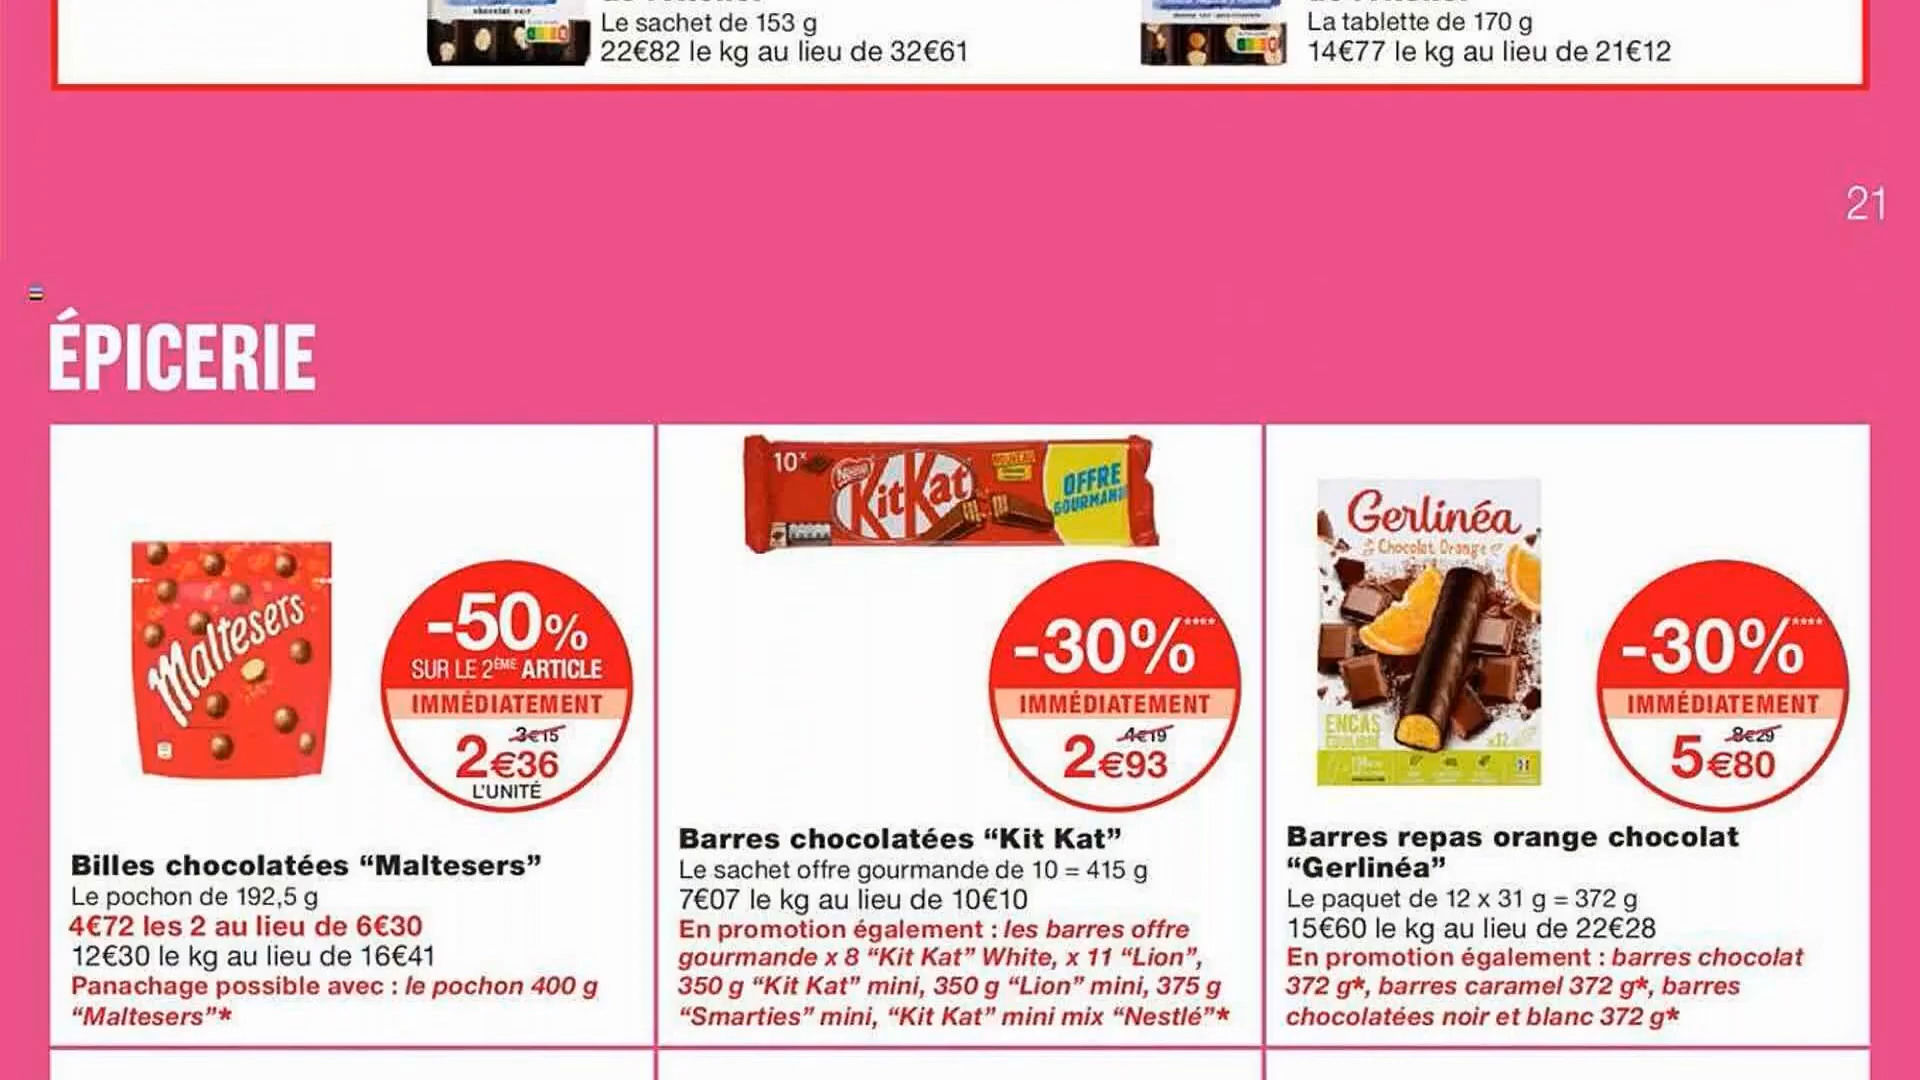 chocolat noir
Le sachet de 153 g
22€82 le kg au lieu de 32€61
La tablette de 170 g
14€77 le kg au lieu de 21€12
21
ÉPICERIE
Maltesers
-50%
SUR LE 2ÈME ARTICLE
IMMÉDIATEMENT
3€15
2€36
L'UNITÉ
Billes chocolatées “Maltesers”
Le pochon de 192,5 g
4€72 les 2 au lieu de 6€30
12€30 le kg au lieu de 16€41
Panachage possible avec : le pochon 400 g
“Maltesers”*
10x
Nestlé
KitKat
NOUVEAU
OFFRE
GOURMANDE
-30%****
IMMÉDIATEMENT
4€19
2€93
Barres chocolatées “Kit Kat”
Le sachet offre gourmande de 10 = 415 g
7€07 le kg au lieu de 10€10
En promotion également : les barres offre
gourmande x 8 “Kit Kat” White, x 11 “Lion”,
350 g “Kit Kat” mini, 350 g “Lion” mini, 375 g
“Smarties” mini, “Kit Kat” mini mix “Nestlé”*
Gerlinéa
Chocolat Orange
ENCAS
x12
-30%****
IMMÉDIATEMENT
8€29
5€80
Barres repas orange chocolat
“Gerlinéa”
Le paquet de 12 x 31 g = 372 g
15€60 le kg au lieu de 22€28
En promotion également : barres chocolat
372 g*, barres caramel 372 g*, barres
chocolatées noir et blanc 372 g*